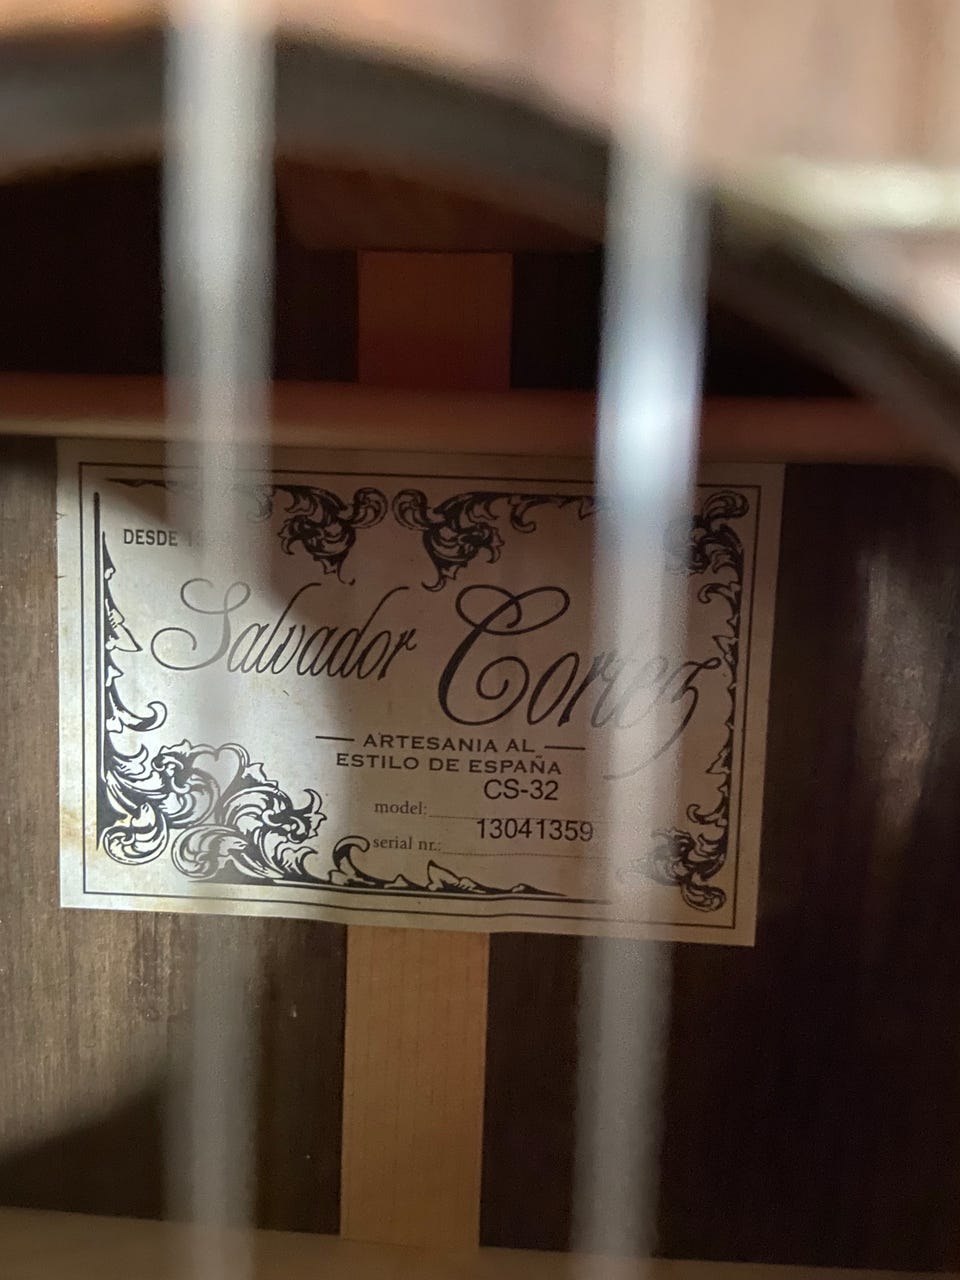 DESDE
Salvador Cortez
ARTESANIA AL
ESTILO DE ESPAÑA
model: CS-32
serial nr.: 13041359